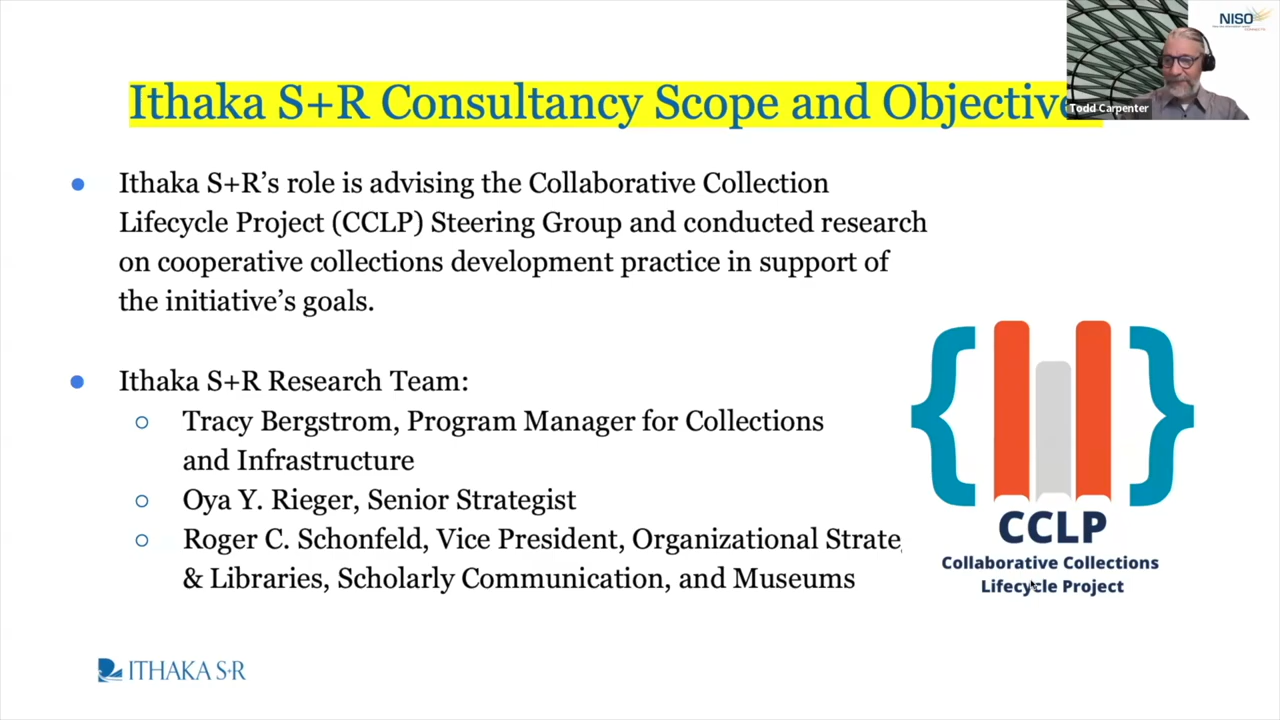 NISO
Todd Carpenter
Ithaka S+R Consultancy Scope and Objective
● Ithaka S+R's role is advising the Collaborative Collection
Lifecycle Project (CCLP) Steering Group and conducted research
on cooperative collections development practice in support of
the initiative's goals.
● Ithaka S+R Research Team:
○ Tracy Bergstrom, Program Manager for Collections
and Infrastructure
○ Oya Y. Rieger, Senior Strategist
○ Roger C. Schonfeld, Vice President, Organizational Strate
& Libraries, Scholarly Communication, and Museums
CCLP
Collaborative Collections
Lifecycle Project
ITHAKA S·R